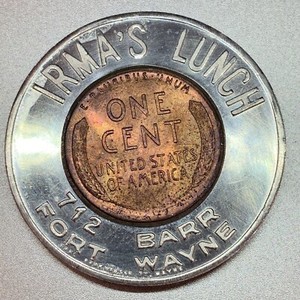 IRMA'S LUNCH
E·PLURIBUS·UNUM
ONE
CENT
UNITED STATES
OF AMERICA
712 BARR
FORT WAYNE